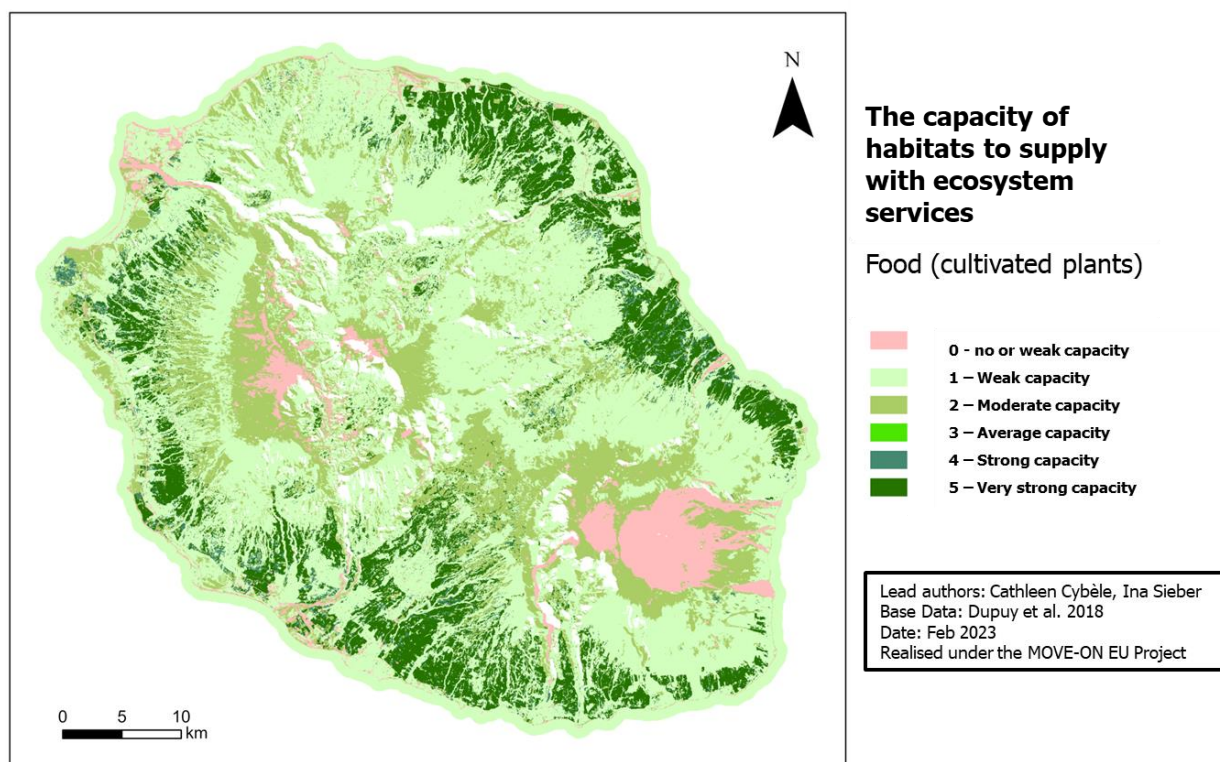 N
The capacity of
habitats to supply
with ecosystem
services
Food (cultivated plants)
0 - no or weak capacity
1 – Weak capacity
2 – Moderate capacity
3 – Average capacity
4 – Strong capacity
5 – Very strong capacity
Lead authors: Cathleen Cybèle, Ina Sieber
Base Data: Dupuy et al. 2018
Date: Feb 2023
Realised under the MOVE-ON EU Project
0 5 10
km